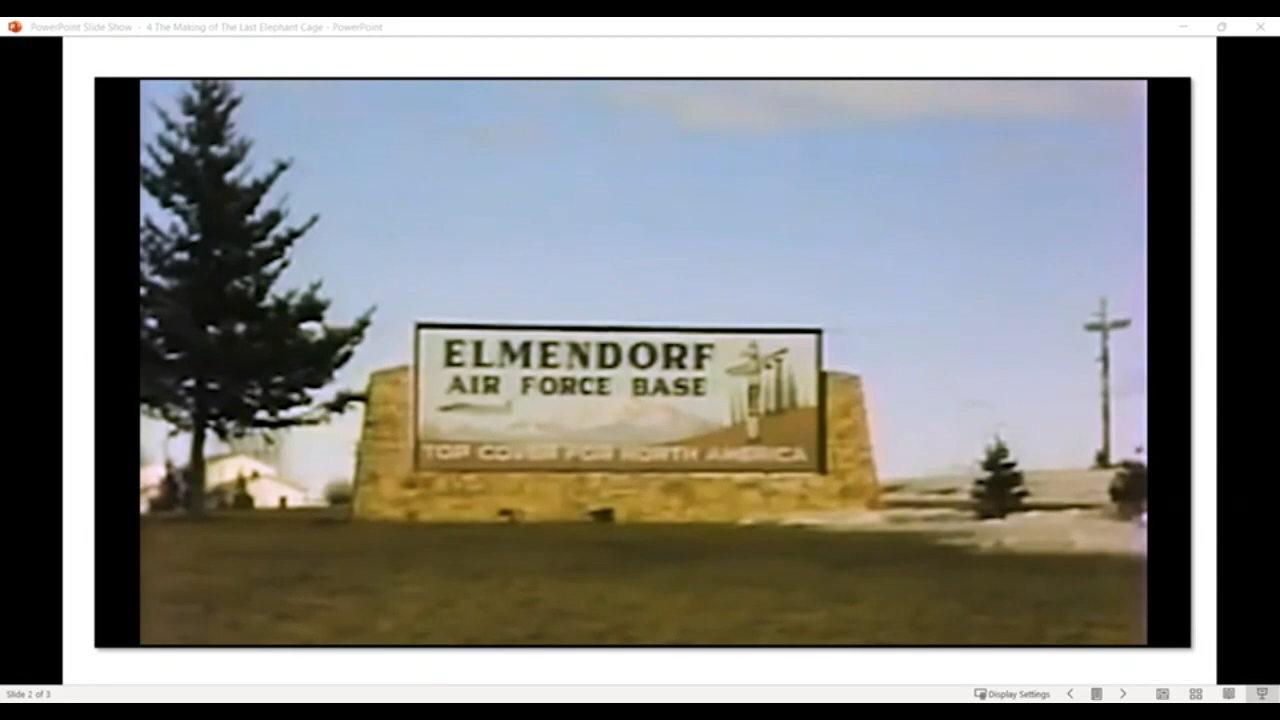 PowerPoint Slide Show - 4 The Making of The Last Elephant Cage - PowerPoint
ELMENDORF
AIR FORCE BASE
TOP COVER FOR NORTH AMERICA
Slide 2 of 3
Display Settings